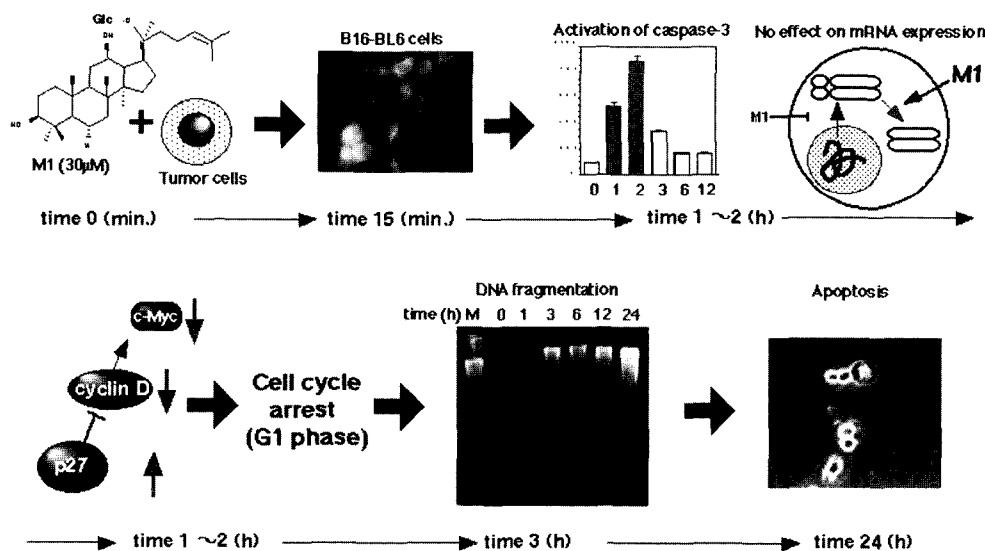 Glc
O
OH
HO
H
M1 (30µM)
Tumor cells
B16-BL6 cells
Activation of caspase-3
0 1 2 3 6 12
No effect on mRNA expression
M1
M1
time 0 (min.)
time 15 (min.)
time 1 ~2 (h)
c-Myc
cyclin D
p27
Cell cycle
arrest
(G1 phase)
DNA fragmentation
time (h) M 0 1 3 6 12 24
Apoptosis
time 1 ~2 (h)
time 3 (h)
time 24 (h)